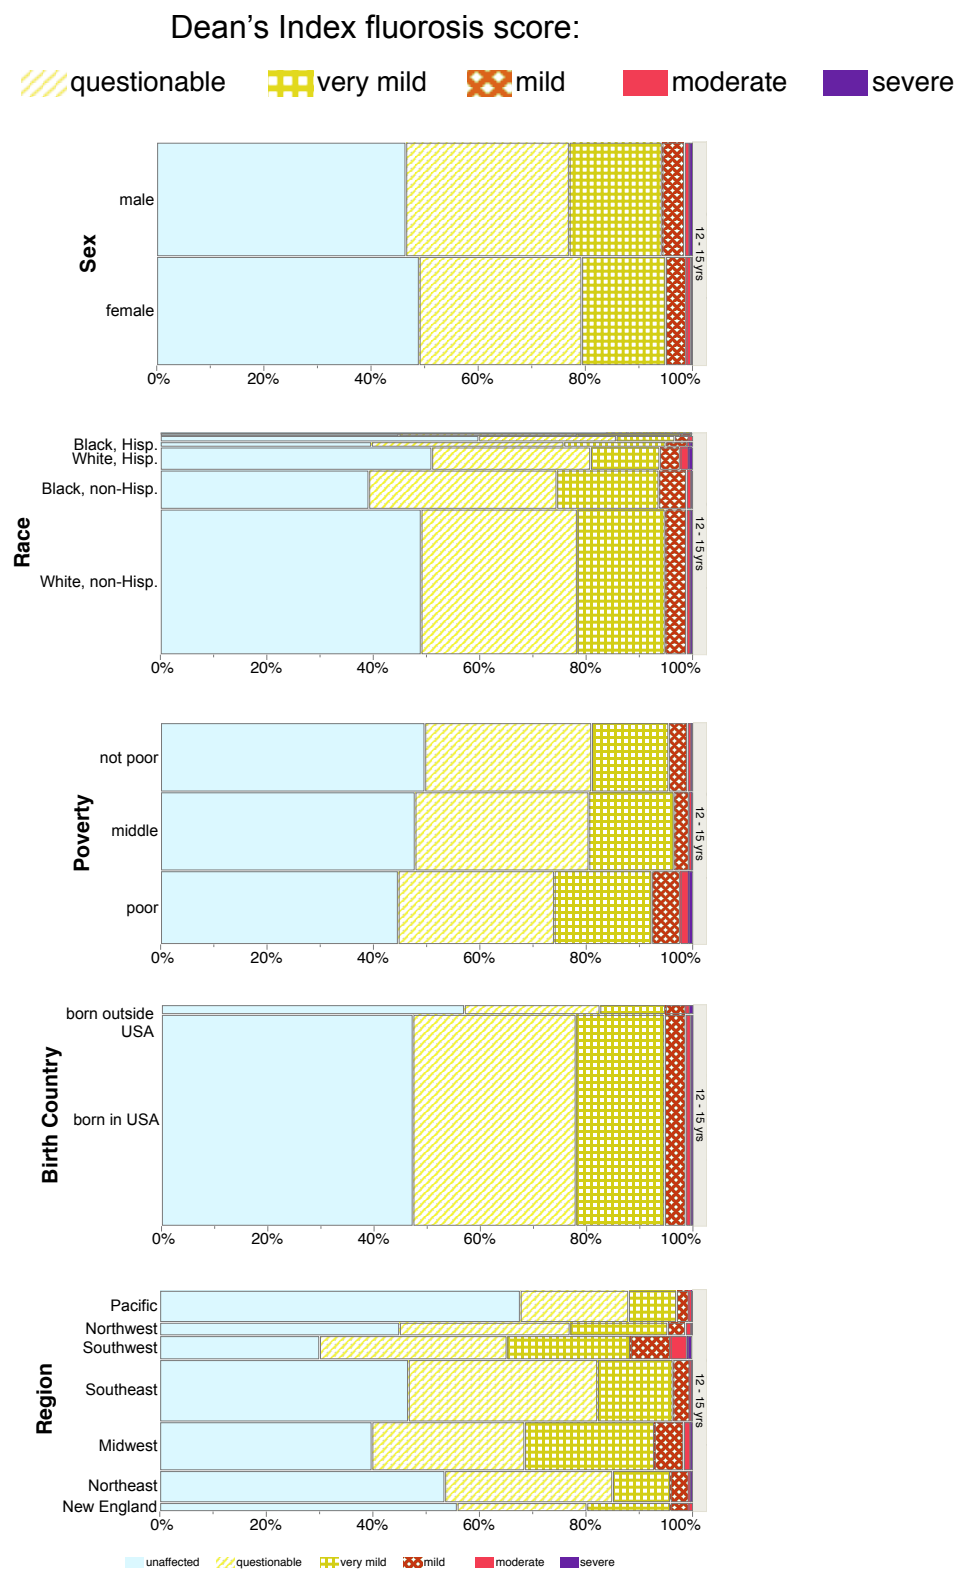 Dean’s Index fluorosis score:
questionable very mild mild moderate severe
Sex
male
female
12 - 15 yrs
0% 20% 40% 60% 80% 100%
Race
Black, Hisp.
White, Hisp.
Black, non-Hisp.
White, non-Hisp.
12 - 15 yrs
0% 20% 40% 60% 80% 100%
Poverty
not poor
middle
poor
12 - 15 yrs
0% 20% 40% 60% 80% 100%
Birth Country
born outside
USA
born in USA
12 - 15 yrs
0% 20% 40% 60% 80% 100%
Region
Pacific
Northwest
Southwest
Southeast
Midwest
Northeast
New England
12 - 15 yrs
0% 20% 40% 60% 80% 100%
unaffected questionable very mild mild moderate severe